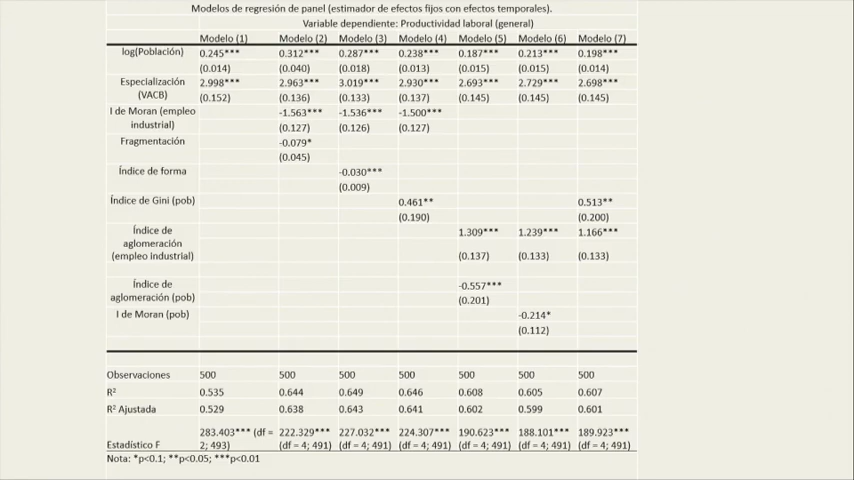 Modelos de regresión de panel (estimador de efectos fijos con efectos temporales).
Variable dependiente: Productividad laboral (general)
Modelo (1) Modelo (2) Modelo (3) Modelo (4) Modelo (5) Modelo (6) Modelo (7)
log(Población) 0.245*** 0.312*** 0.287*** 0.238*** 0.187*** 0.213*** 0.198***
(0.014) (0.040) (0.018) (0.013) (0.015) (0.015) (0.014)
Especialización 2.998*** 2.963*** 3.019*** 2.930*** 2.693*** 2.729*** 2.698***
(VACB) (0.152) (0.136) (0.133) (0.137) (0.145) (0.145) (0.145)
I de Moran (empleo -1.563*** -1.536*** -1.500***
industrial) (0.127) (0.126) (0.127)
Fragmentación -0.079*
(0.045)
Índice de forma -0.030***
(0.009)
Índice de Gini (pob) 0.461** 0.513**
(0.190) (0.200)
Índice de 1.309*** 1.239*** 1.166***
aglomeración
(empleo industrial) (0.137) (0.133) (0.133)
Índice de -0.557***
aglomeración (pob) (0.201)
I de Moran (pob) -0.214*
(0.112)
Observaciones 500 500 500 500 500 500 500
R² 0.535 0.644 0.649 0.646 0.608 0.605 0.607
R² Ajustada 0.529 0.638 0.643 0.641 0.602 0.599 0.601
283.403*** (df = 222.329*** 227.032*** 224.307*** 190.623*** 188.101*** 189.923***
Estadístico F 2; 493) (df = 4; 491) (df = 4; 491) (df = 4; 491) (df = 4; 491) (df = 4; 491) (df = 4; 491)
Nota: *p<0.1; **p<0.05; ***p<0.01